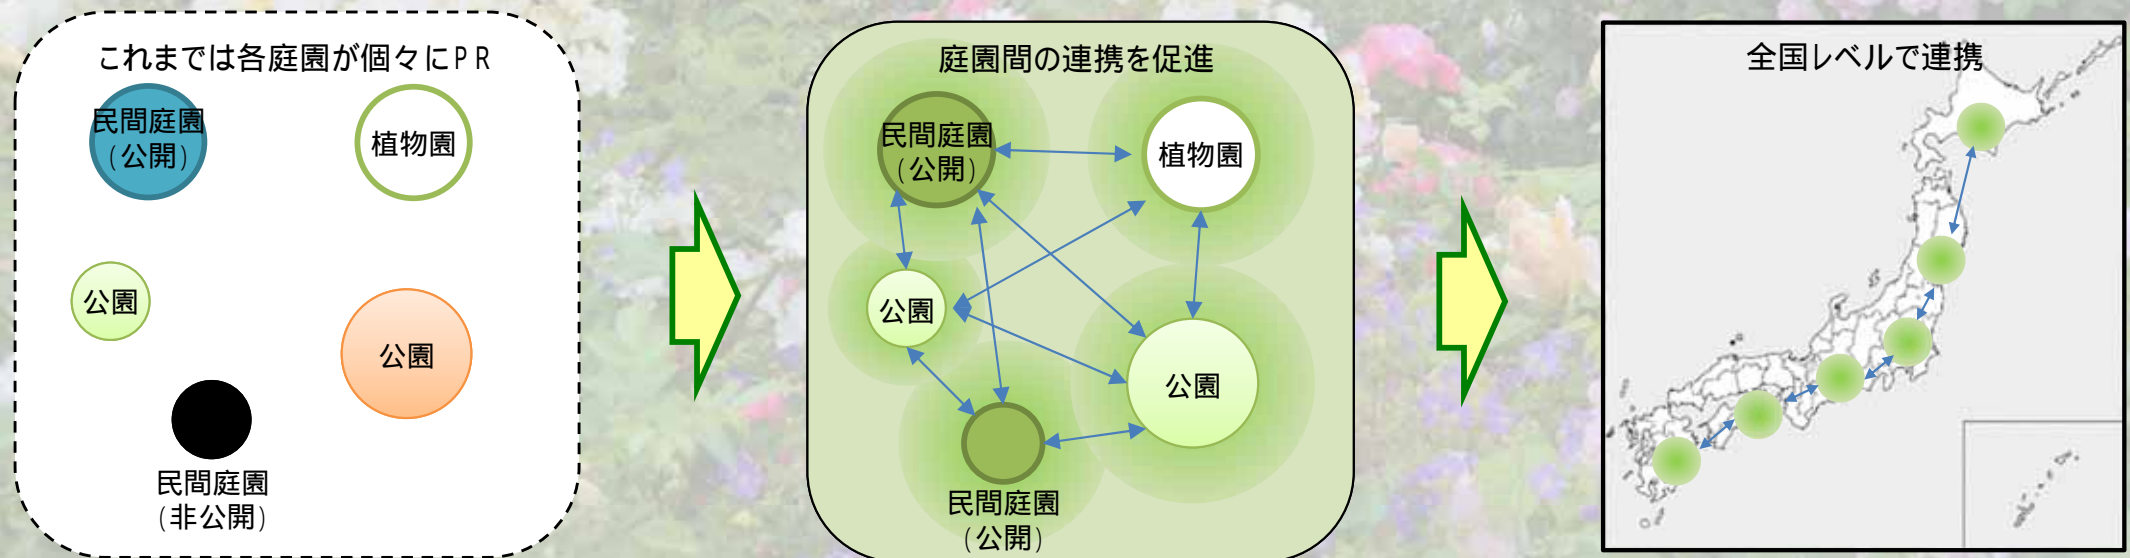 これまでは各庭園が個々にPR
民間庭園
(公開)
植物園
公園
公園
民間庭園
(非公開)
庭園間の連携を促進
民間庭園
(公開)
植物園
公園
公園
民間庭園
(公開)
全国レベルで連携